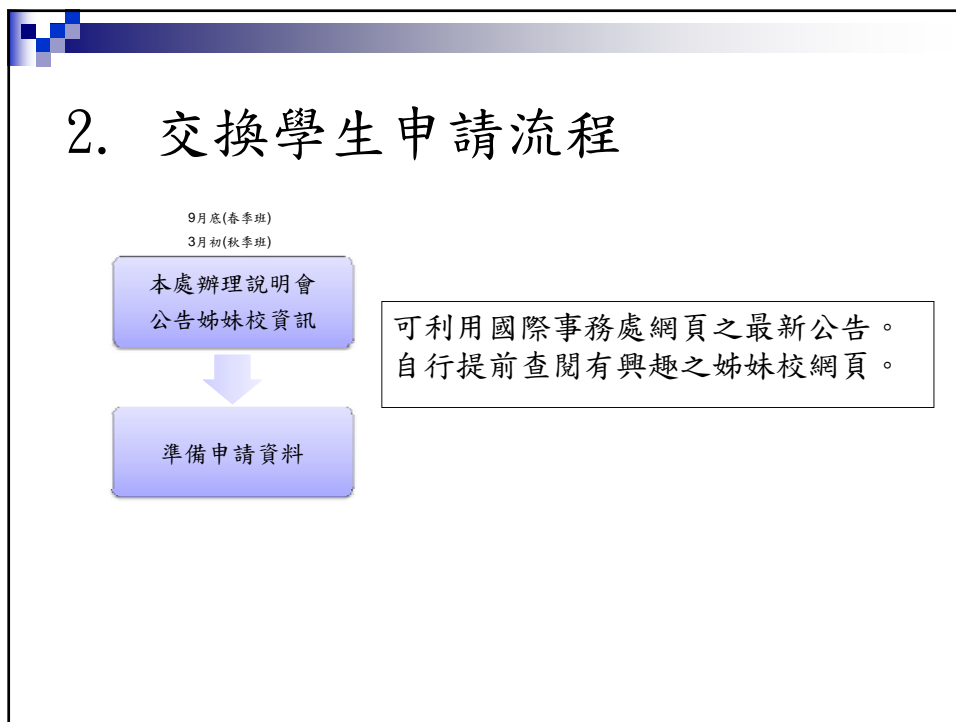 2. 交換學生申請流程
9月底(春季班)
3月初(秋季班)
本處辦理說明會
公告姊妹校資訊
可利用國際事務處網頁之最新公告。
自行提前查閱有興趣之姊妹校網頁。
準備申請資料